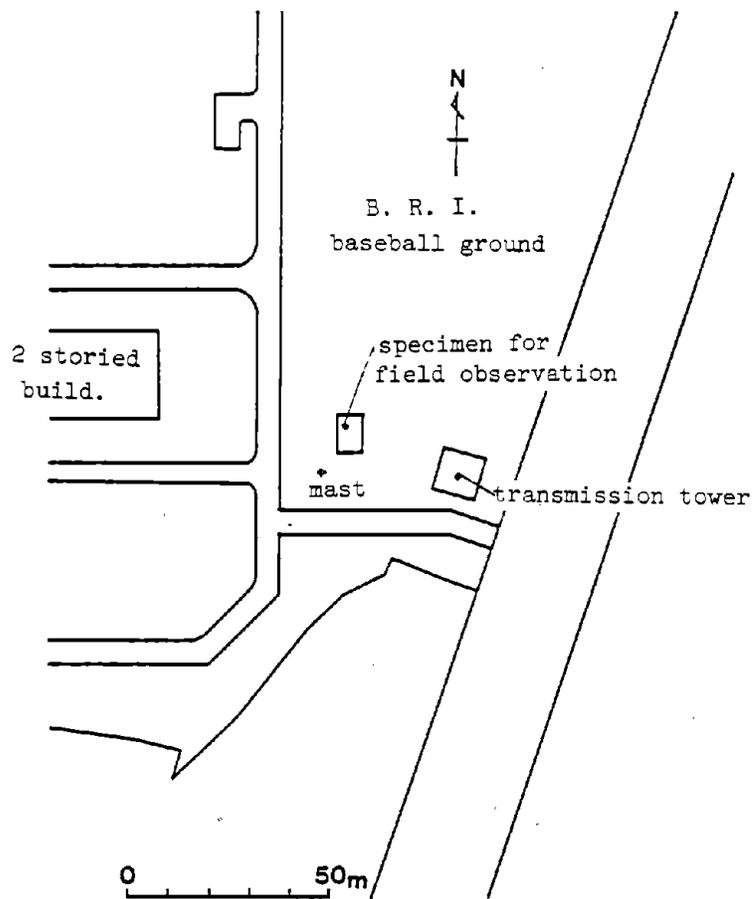 N
B. R. I.
baseball ground
2 storied
build.
specimen for
field observation
mast
transmission tower
0 50m